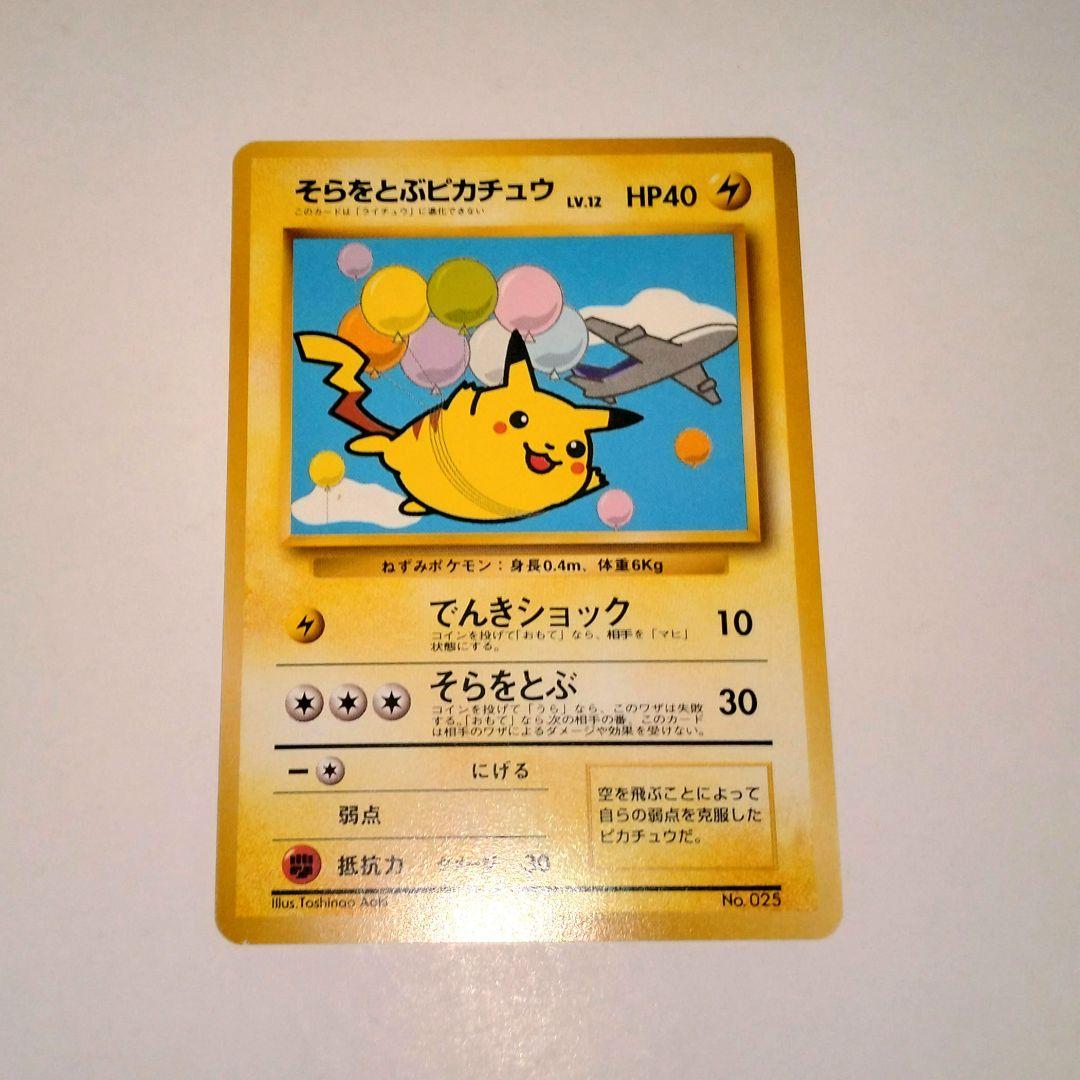 そらをとぶピカチュウ LV.12 HP40
このカードは「ライチュウ」に進化できない
ねずみポケモン：身長0.4m、体重6Kg
でんきショック 10
コインを投げて「おもて」なら、相手を「マヒ」
状態にする。
そらをとぶ 30
コインを投げて「うら」なら、このワザは失敗
する。「おもて」なら次の相手の番、このカード
は相手のワザによるダメージや効果を受けない。
にげる
弱点
抵抗力 ダメージ 30
空を飛ぶことによって
自らの弱点を克服した
ピカチュウだ。
Illus.Toshinao Aoki
No.025